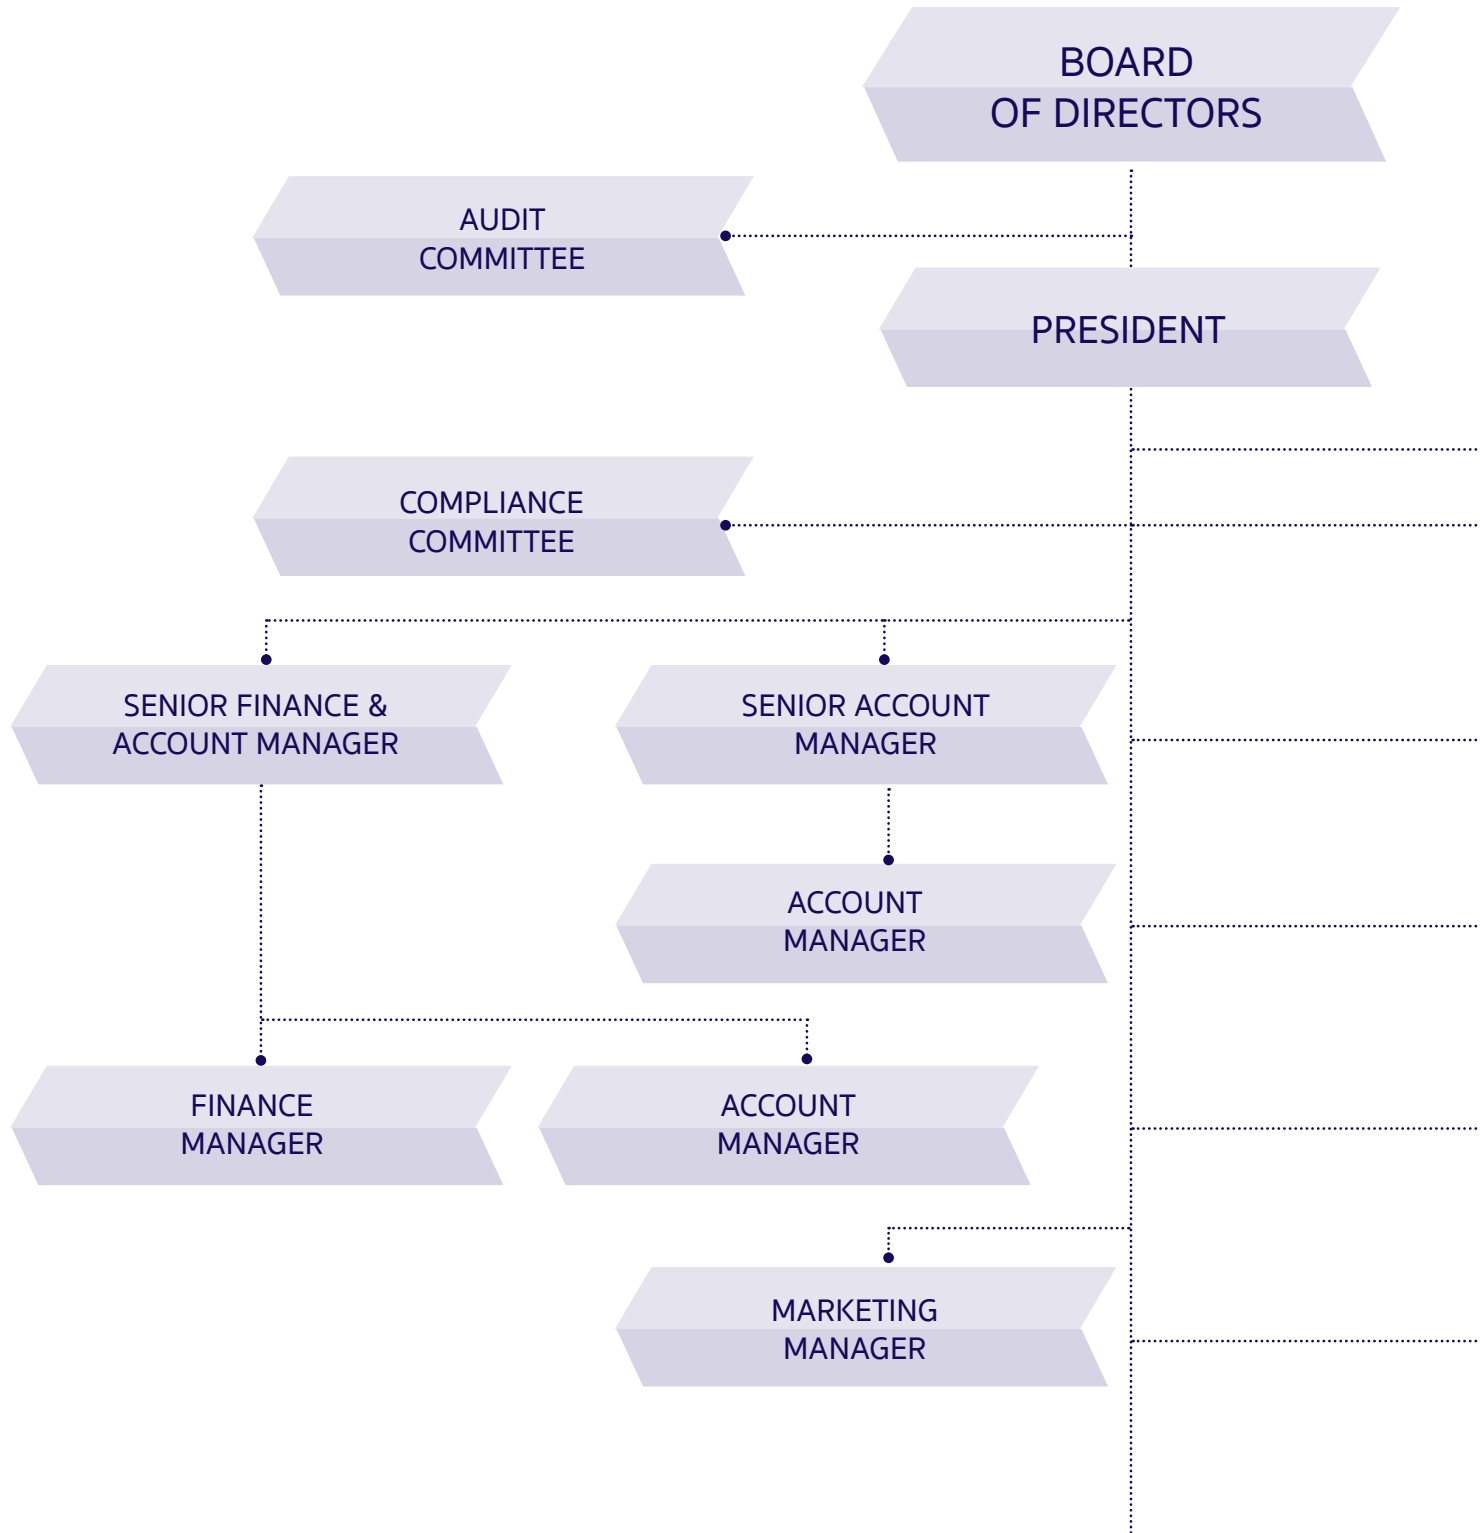 BOARD
OF DIRECTORS
AUDIT
COMMITTEE
PRESIDENT
COMPLIANCE
COMMITTEE
SENIOR FINANCE &
ACCOUNT MANAGER
SENIOR ACCOUNT
MANAGER
ACCOUNT
MANAGER
FINANCE
MANAGER
ACCOUNT
MANAGER
MARKETING
MANAGER